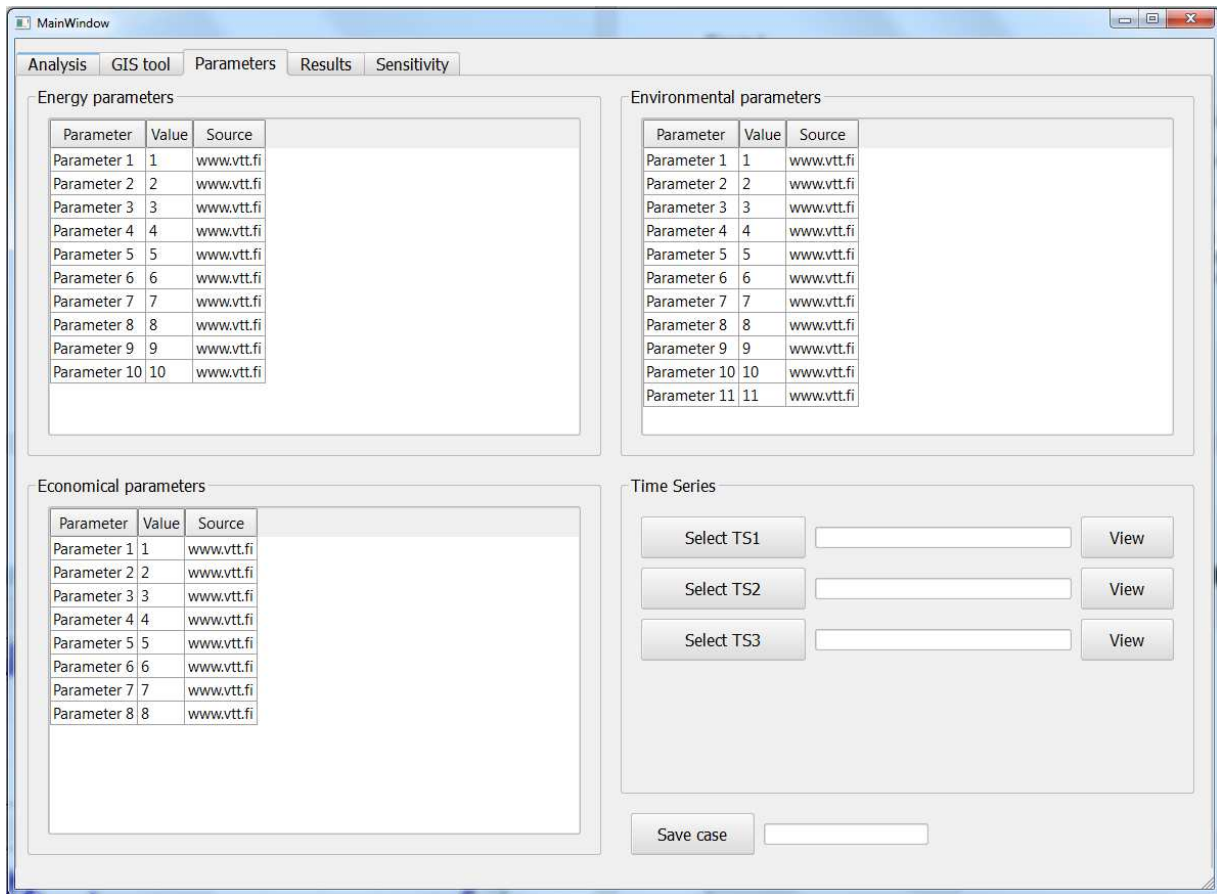 MainWindow
Analysis GIS tool Parameters Results Sensitivity
Energy parameters
Parameter Value Source
Parameter 1 1 www.vtt.fi
Parameter 2 2 www.vtt.fi
Parameter 3 3 www.vtt.fi
Parameter 4 4 www.vtt.fi
Parameter 5 5 www.vtt.fi
Parameter 6 6 www.vtt.fi
Parameter 7 7 www.vtt.fi
Parameter 8 8 www.vtt.fi
Parameter 9 9 www.vtt.fi
Parameter 10 10 www.vtt.fi
Environmental parameters
Parameter Value Source
Parameter 1 1 www.vtt.fi
Parameter 2 2 www.vtt.fi
Parameter 3 3 www.vtt.fi
Parameter 4 4 www.vtt.fi
Parameter 5 5 www.vtt.fi
Parameter 6 6 www.vtt.fi
Parameter 7 7 www.vtt.fi
Parameter 8 8 www.vtt.fi
Parameter 9 9 www.vtt.fi
Parameter 10 10 www.vtt.fi
Parameter 11 11 www.vtt.fi
Economical parameters
Parameter Value Source
Parameter 1 1 www.vtt.fi
Parameter 2 2 www.vtt.fi
Parameter 3 3 www.vtt.fi
Parameter 4 4 www.vtt.fi
Parameter 5 5 www.vtt.fi
Parameter 6 6 www.vtt.fi
Parameter 7 7 www.vtt.fi
Parameter 8 8 www.vtt.fi
Time Series
Select TS1 View
Select TS2 View
Select TS3 View
Save case